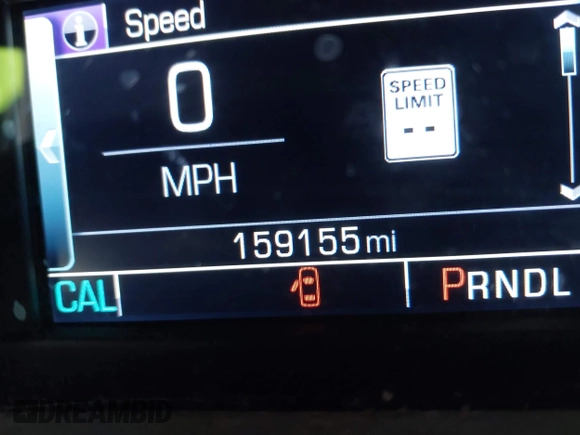 i Speed
0
MPH
SPEED
LIMIT
--
159155 mi
CAL
PRNDL
DREAMBID